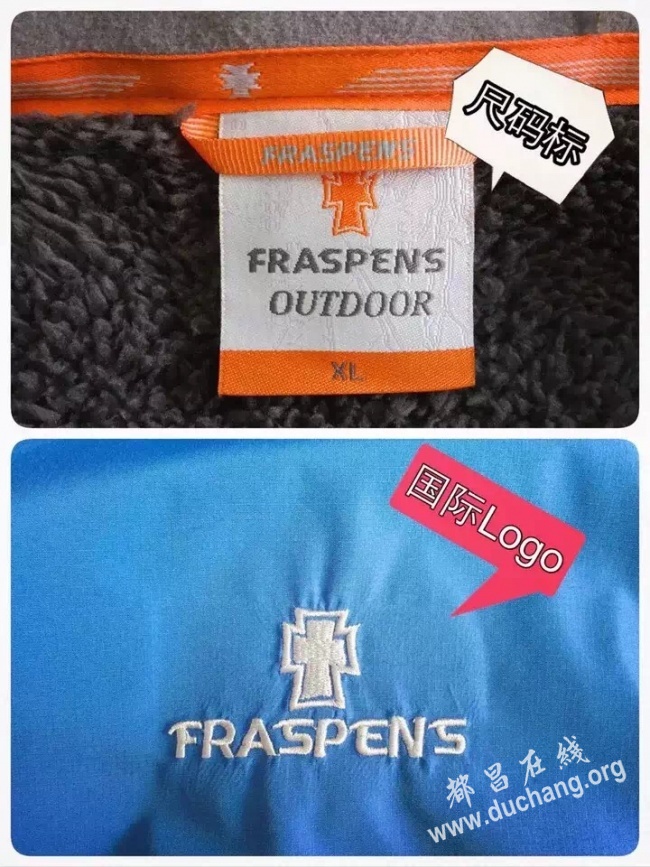 尺码标
FRASPENS
FRASPENS
OUTDOOR
XL
国际Logo
FRASPENS
都昌在线
www.duchang.org